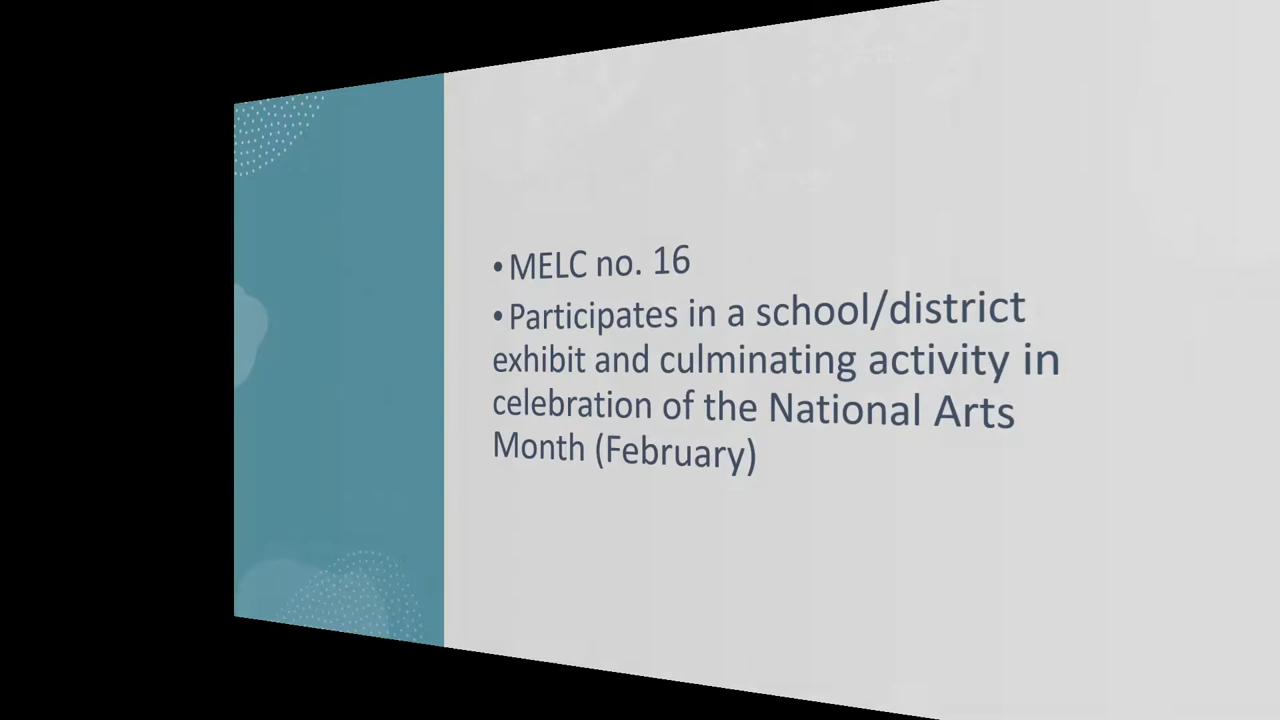 •MELC no. 16
•Participates in a school/district
exhibit and culminating activity in
celebration of the National Arts
Month (February)